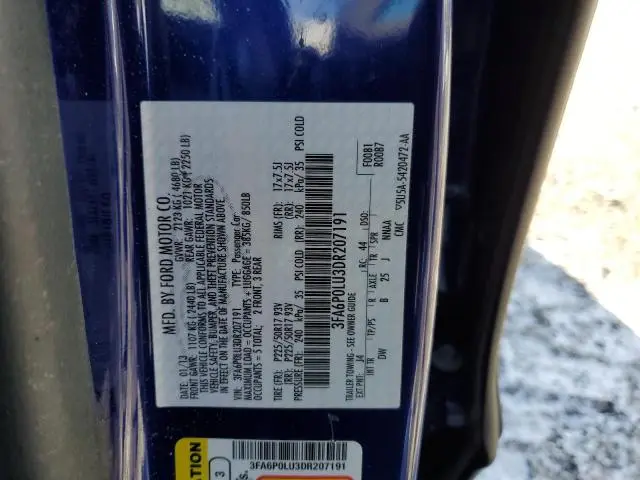 MFD. BY FORD MOTOR CO.
DATE: 01/13 GVWR: 2123 KG ( 4680 LB)
FRONT GAWR: 1107 KG ( 2440 LB) REAR GAWR: 1021 KG ( 2250 LB)
THIS VEHICLE CONFORMS TO ALL APPLICABLE FEDERAL MOTOR
VEHICLE SAFETY, BUMPER, AND THEFT PREVENTION STANDARDS
IN EFFECT ON THE DATE OF MANUFACTURE SHOWN ABOVE.
VIN: 3FA6P0LU3DR207191 TYPE: Passenger Car
MAXIMUM LOAD = OCCUPANTS + LUGGAGE = 385KG/ 850LB
OCCUPANTS = 5 TOTAL; 2 FRONT, 3 REAR
TIRE (FR): P225/50R17 93V RIMS (FR): 17x7.5J
(RR): P225/50R17 93V (RR): 17x7.5J
PRESSURE (FR): 240 kPa/ 35 PSI COLD (RR) 240 kPa/ 35 PSI COLD
3FA6P0LU3DR207191
TRAILER TOWING - SEE OWNER GUIDE F0081
R0087
EXT PNT: J4 RC: 44 DSO:
INT TR TP/PS R AXLE TR SPR
DW B 25 J NNAA
CMC 5U5A-5420472-AA
3FA6P0LU3DR207191
3